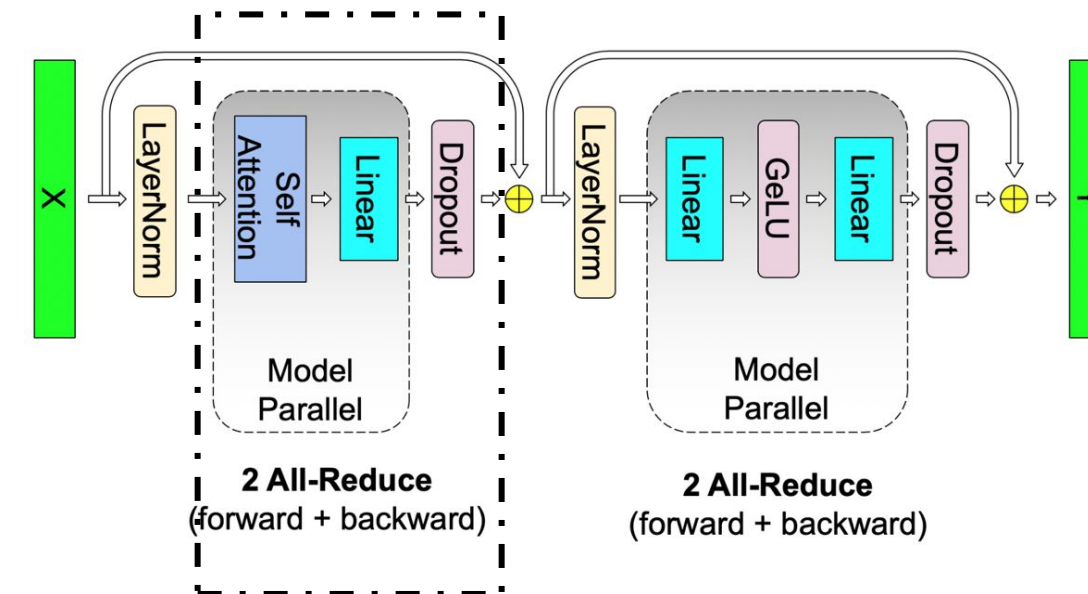 X
LayerNorm
Self
Attention
Linear
Dropout
Model
Parallel
2 All-Reduce
(forward + backward)
LayerNorm
Linear
GeLU
Linear
Dropout
Model
Parallel
2 All-Reduce
(forward + backward)